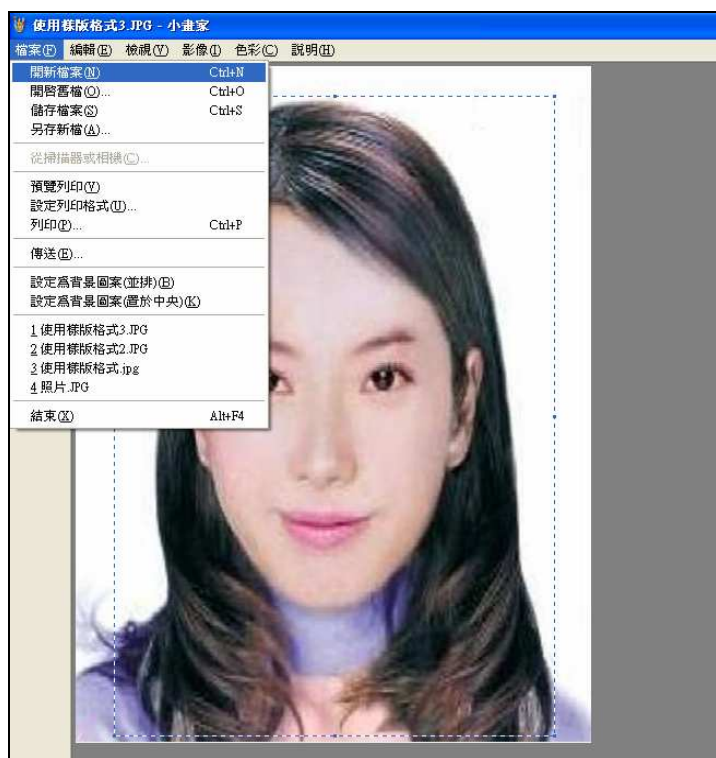 使用樣版格式3.JPG - 小畫家
檔案(F) 編輯(E) 檢視(V) 影像(I) 色彩(C) 說明(H)
開新檔案(N) Ctrl+N
開啓舊檔(O)... Ctrl+O
儲存檔案(S) Ctrl+S
另存新檔(A)...
從掃描器或相機(C)...
預覽列印(V)
設定列印格式(U)...
列印(P)... Ctrl+P
傳送(E)...
設定爲背景圖案(並排)(B)
設定爲背景圖案(置於中央)(K)
1 使用樣版格式3.JPG
2 使用樣版格式2.JPG
3 使用樣版格式.jpg
4 照片.JPG
結束(X) Alt+F4